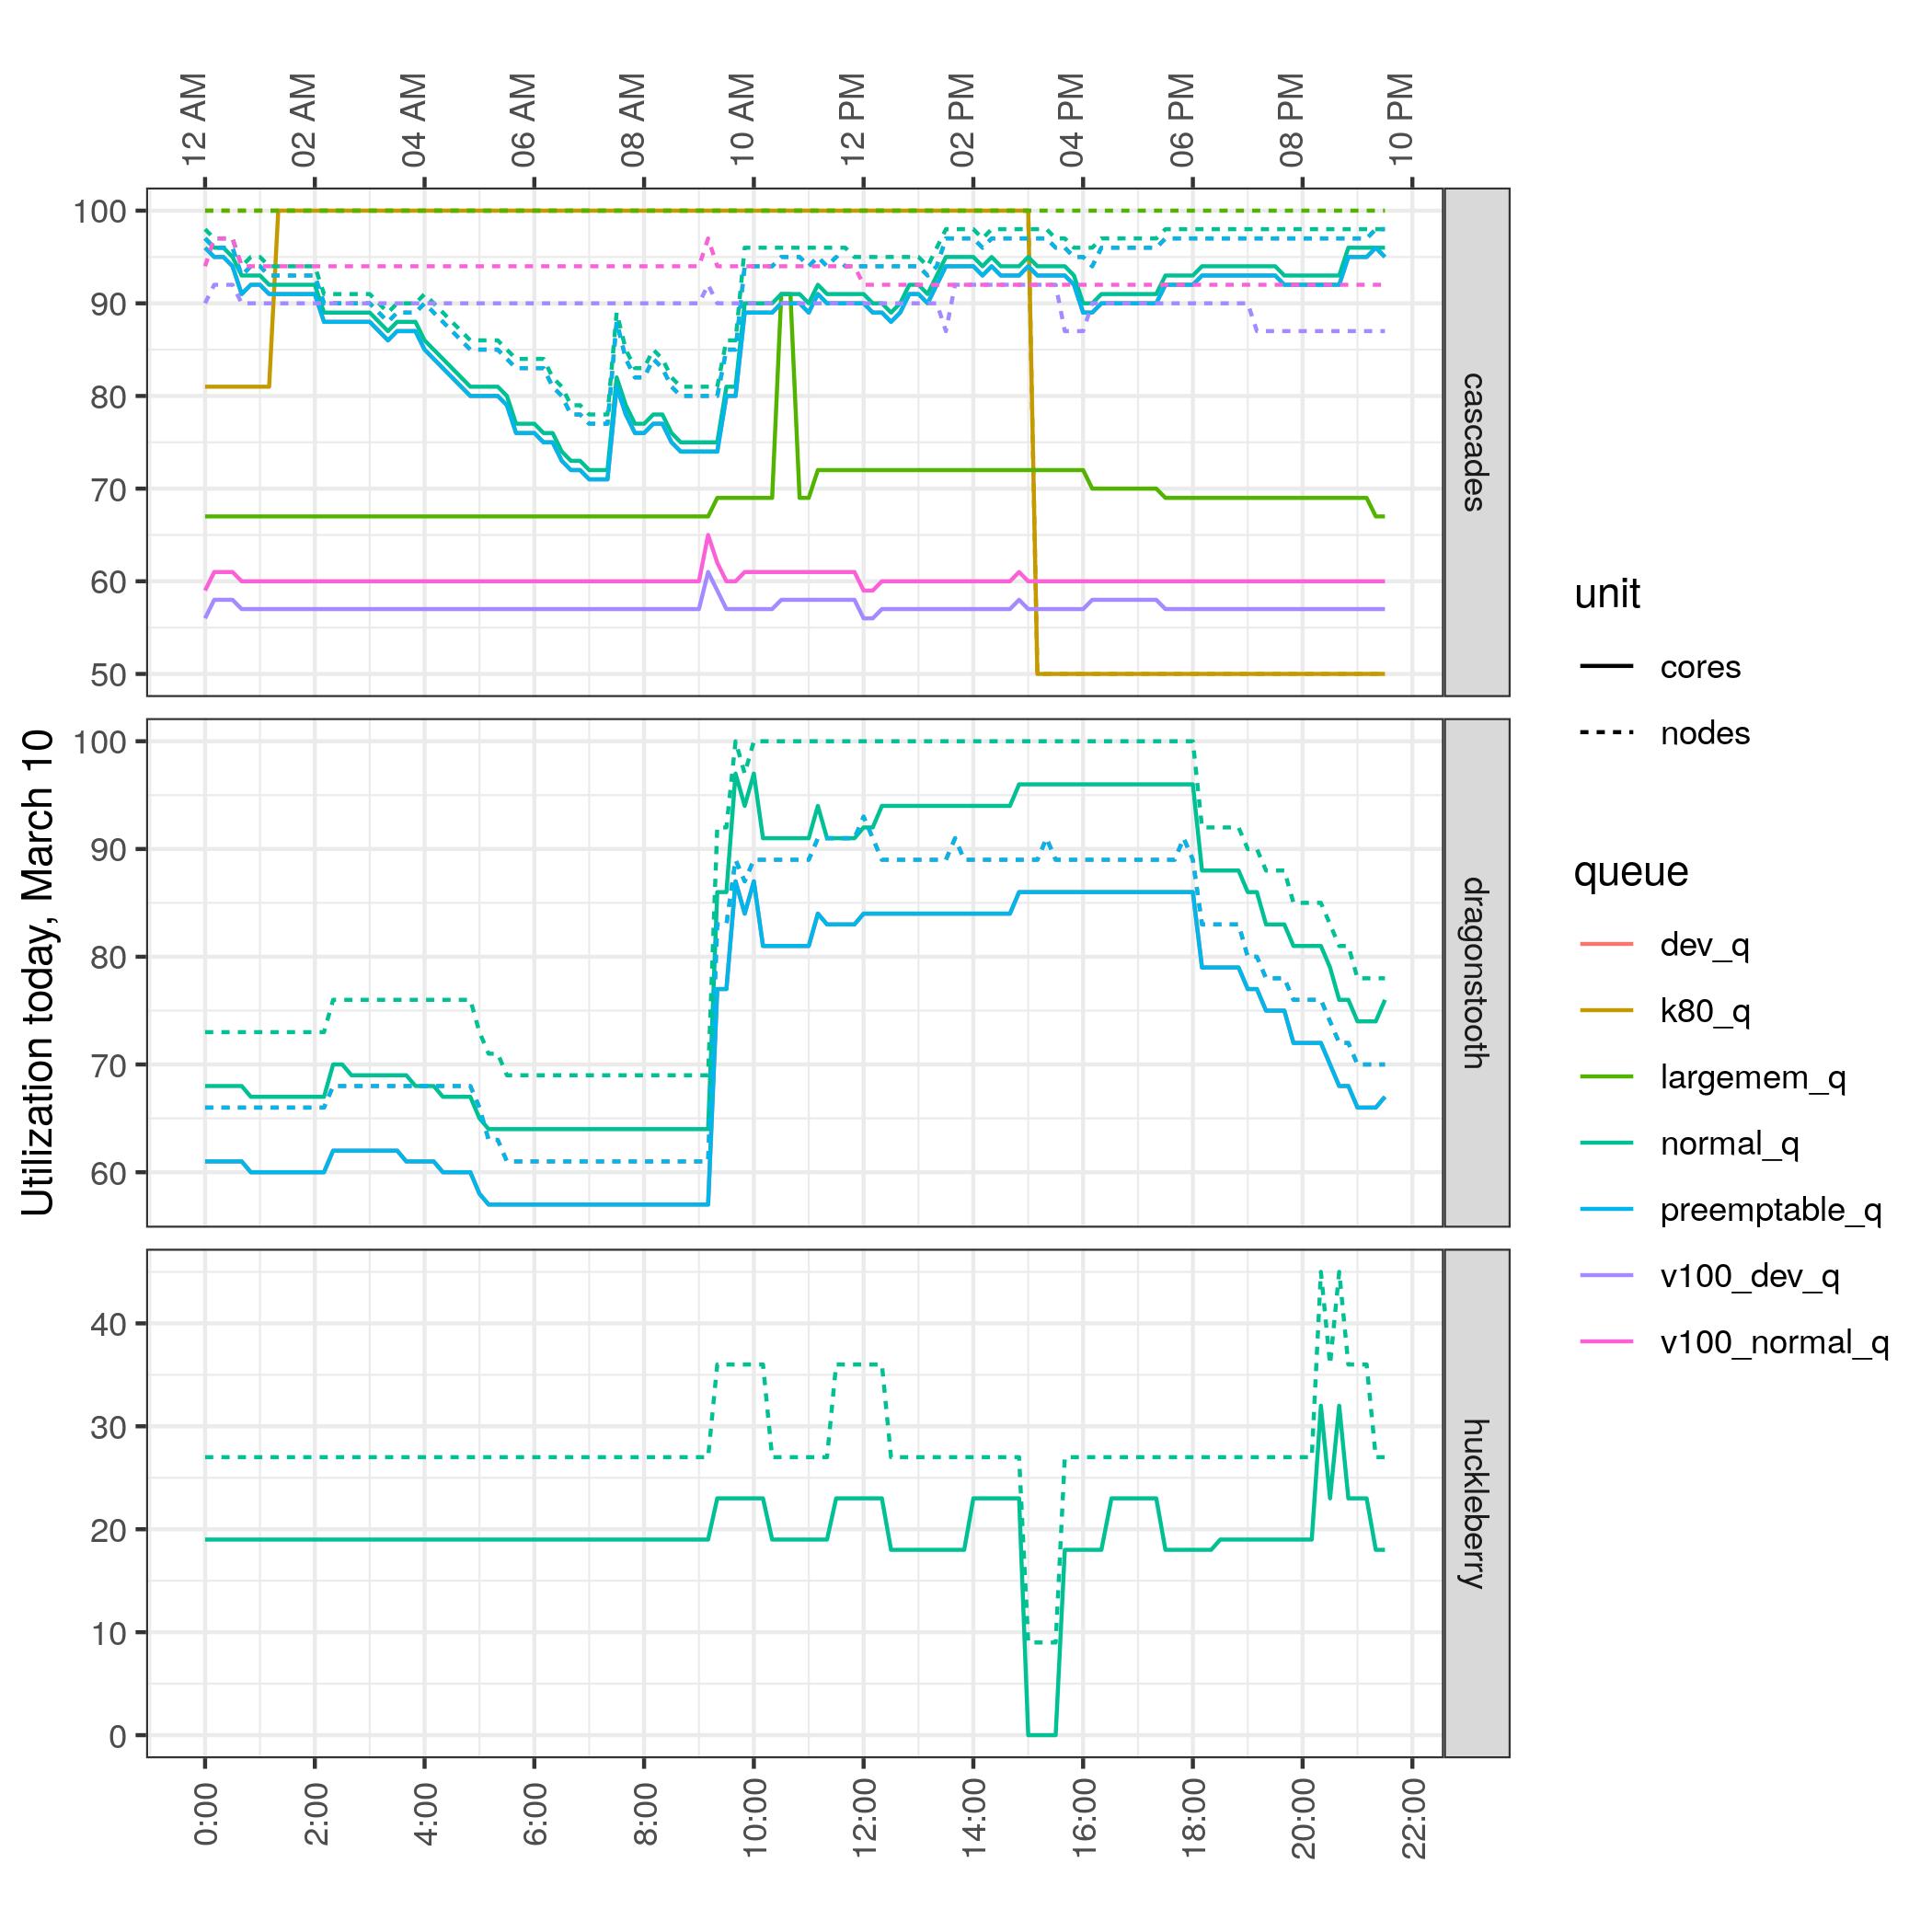 12 AM
02 AM
04 AM
06 AM
08 AM
10 AM
12 PM
02 PM
04 PM
06 PM
08 PM
10 PM
Utilization today, March 10
100
90
80
70
60
50
cascades
100
90
80
70
60
dragonstooth
40
30
20
10
0
huckleberry
0:00
2:00
4:00
6:00
8:00
10:00
12:00
14:00
16:00
18:00
20:00
22:00
unit
cores
nodes
queue
dev_q
k80_q
largemem_q
normal_q
preemptable_q
v100_dev_q
v100_normal_q